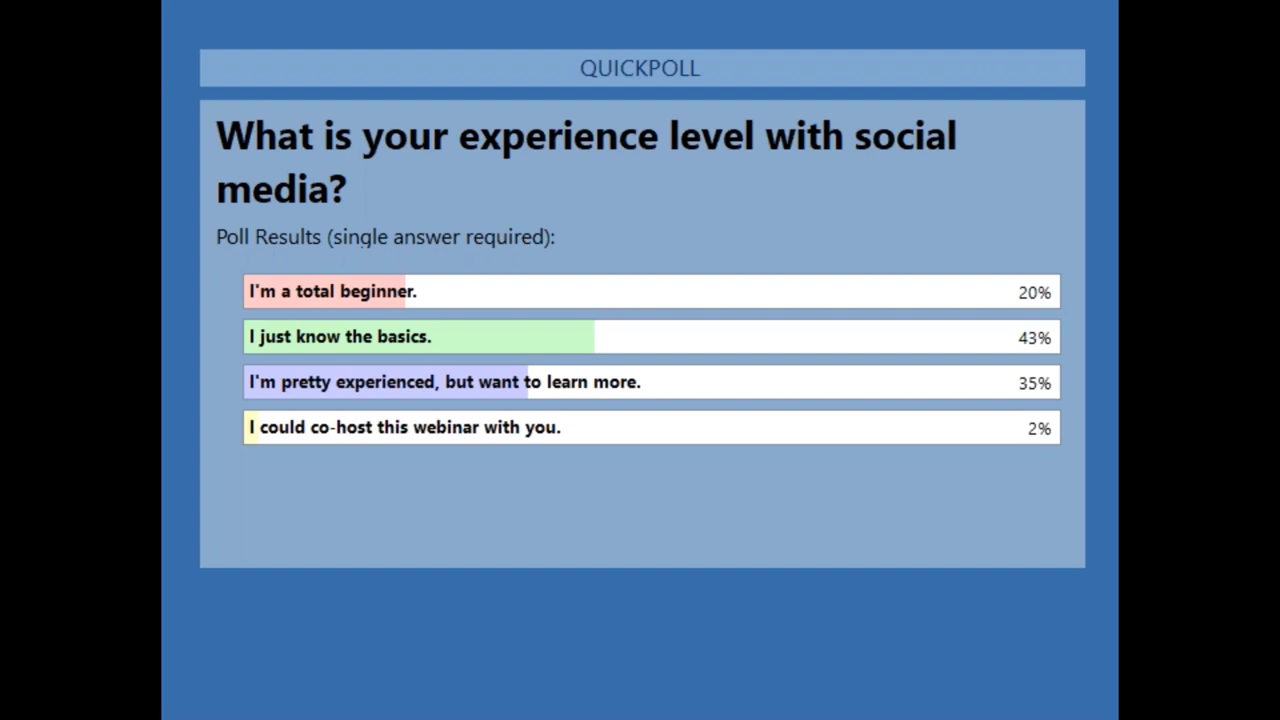 QUICKPOLL
What is your experience level with social
media?
Poll Results (single answer required):
I'm a total beginner. 20%
I just know the basics. 43%
I'm pretty experienced, but want to learn more. 35%
I could co-host this webinar with you. 2%